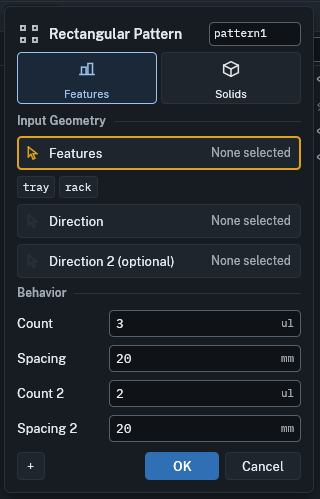 Rectangular Pattern pattern1
Features Solids
Input Geometry
Features None selected
tray rack
Direction None selected
Direction 2 (optional) None selected
Behavior
Count 3 ul
Spacing 20 mm
Count 2 2 ul
Spacing 2 20 mm
+ OK Cancel